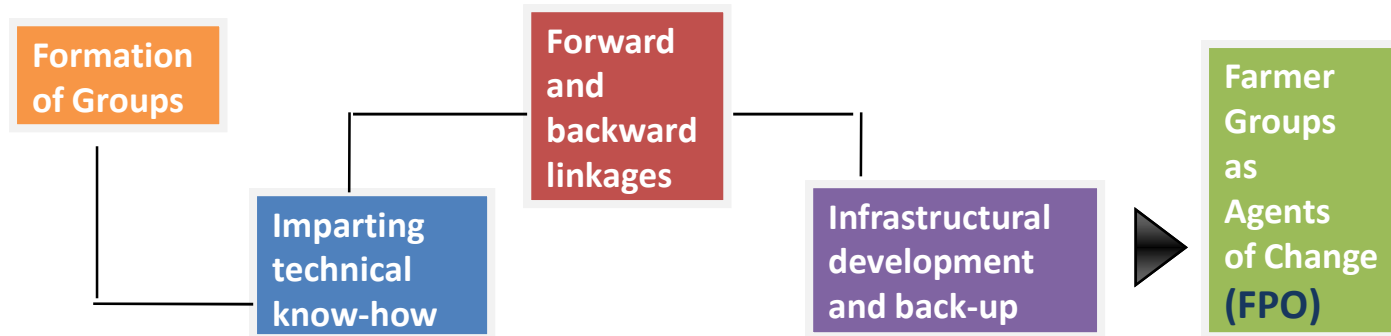 Formation
of Groups
Imparting
technical
know-how
Forward
and
backward
linkages
Infrastructural
development
and back-up
Farmer
Groups
as
Agents
of Change
(FPO)